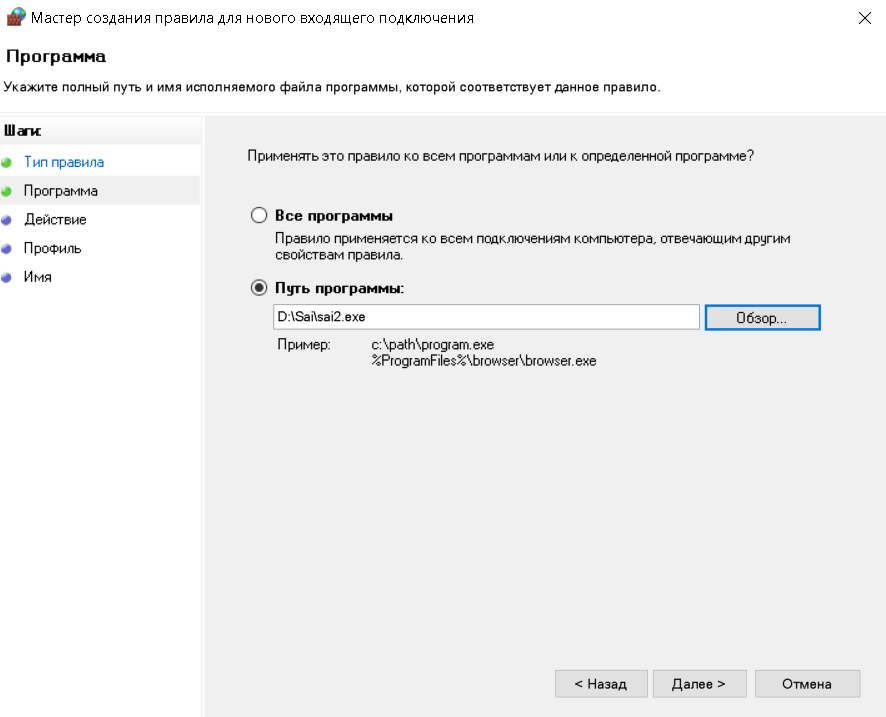 Мастер создания правила для нового входящего подключения
Программа
Укажите полный путь и имя исполняемого файла программы, которой соответствует данное правило.
Шаги:
Тип правила
Программа
Действие
Профиль
Имя
Применять это правило ко всем программам или к определенной программе?
Все программы
Правило применяется ко всем подключениям компьютера, отвечающим другим
свойствам правила.
Путь программы:
D:\Sai\sai2.exe
Обзор...
Пример:
c:\path\program.exe
%ProgramFiles%\browser\browser.exe
< Назад
Далее >
Отмена